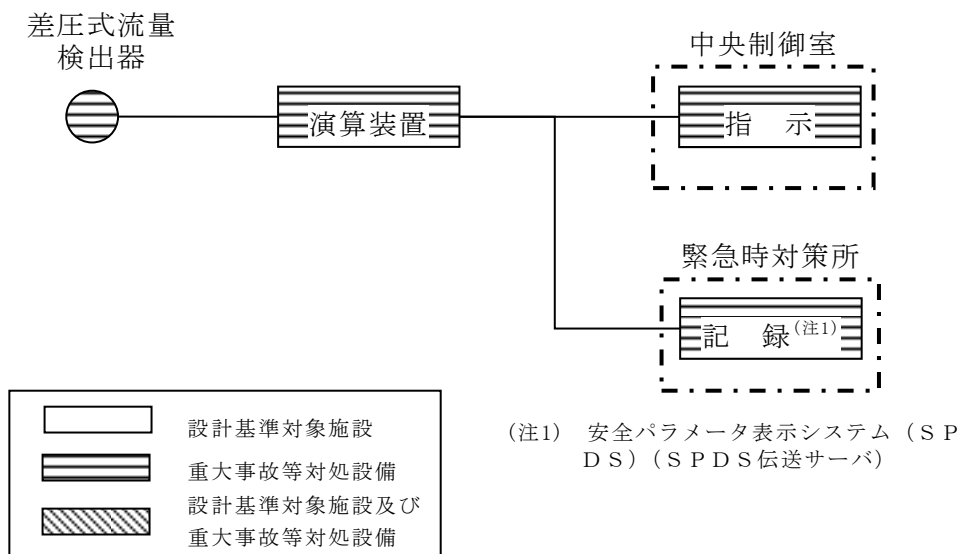 差圧式流量
検出器
演算装置
中央制御室
指　示
緊急時対策所
記　録(注1)
設計基準対象施設
重大事故等対処設備
設計基準対象施設及び
重大事故等対処設備
(注1)　安全パラメータ表示システム（ＳＰ
ＤＳ）（ＳＰＤＳ伝送サーバ）